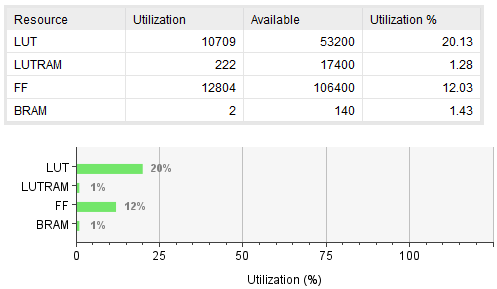 Resource Utilization Available Utilization %
LUT 10709 53200 20.13
LUTRAM 222 17400 1.28
FF 12804 106400 12.03
BRAM 2 140 1.43
LUT 20%
LUTRAM 1%
FF 12%
BRAM 1%
0 25 50 75 100
Utilization (%)